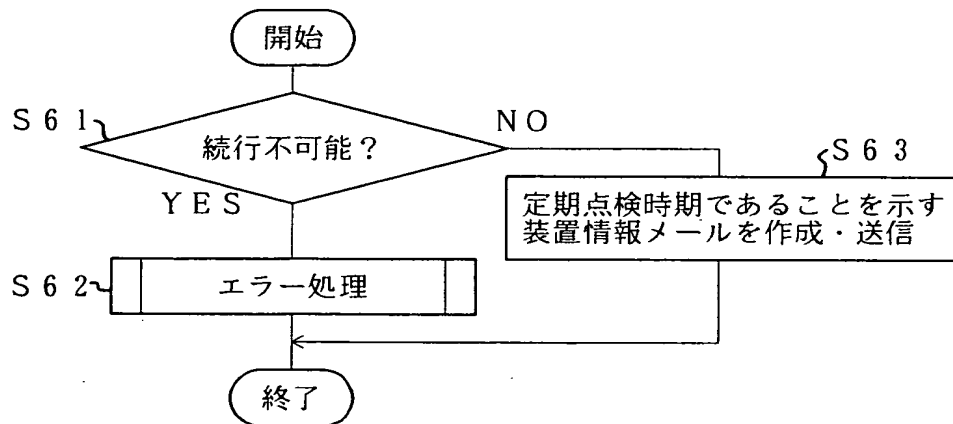 開始
S61
続行不可能？
NO
YES
S63
定期点検時期であることを示す
装置情報メールを作成・送信
S62
エラー処理
終了